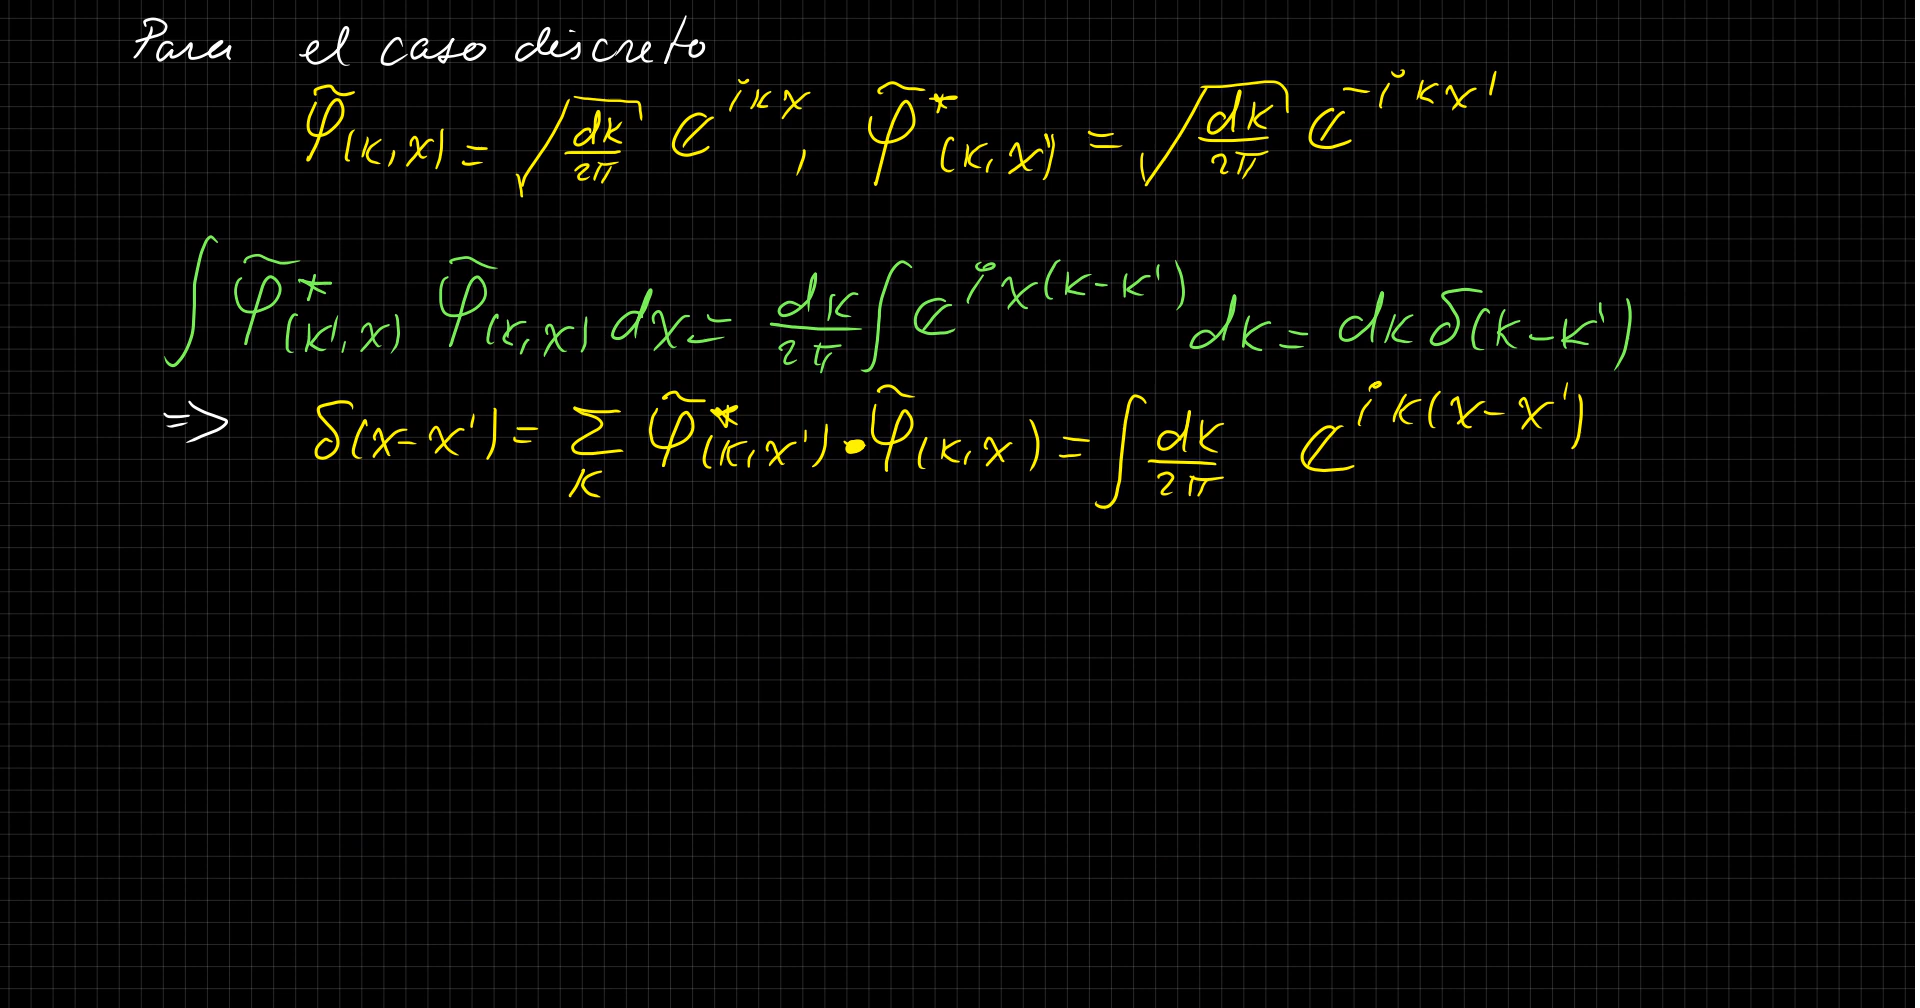 Para el caso discreto
φ̃(k,x) = √(dk/2π) e^{ikx}, φ̃*(k,x') = √(dk/2π) e^{-ikx'}
∫ φ̃*(k',x) φ̃(k,x) dx = dk/2π ∫ e^{ix(k-k')} dk = dk δ(k-k')
⇒ δ(x-x') = Σ_k φ̃*(k,x') • φ̃(k,x) = ∫ dk/2π e^{ik(x-x')}